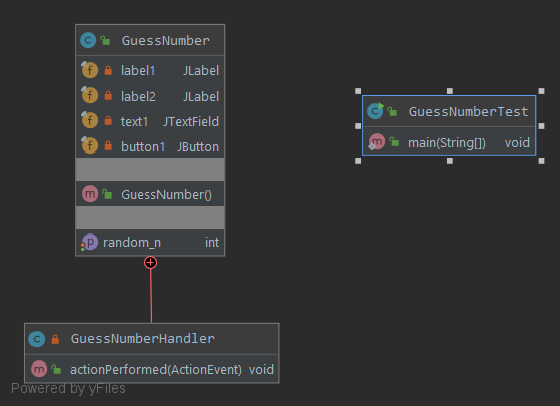 GuessNumber
label1 JLabel
label2 JLabel
text1 JTextField
button1 JButton
GuessNumber()
random_n int
GuessNumberTest
main(String[]) void
GuessNumberHandler
actionPerformed(ActionEvent) void
Powered by yFiles